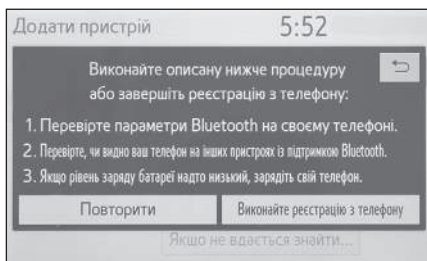 Додати пристрій 5:52
Виконайте описану нижче процедуру
або завершіть реєстрацію з телефону:
1. Перевірте параметри Bluetooth на своєму телефоні.
2. Перевірте, чи видно ваш телефон на інших пристроях із підтримкою Bluetooth.
3. Якщо рівень заряду батареї надто низький, зарядіть свій телефон.
Повторити Виконайте реєстрацію з телефону
Якщо не вдається знайти...